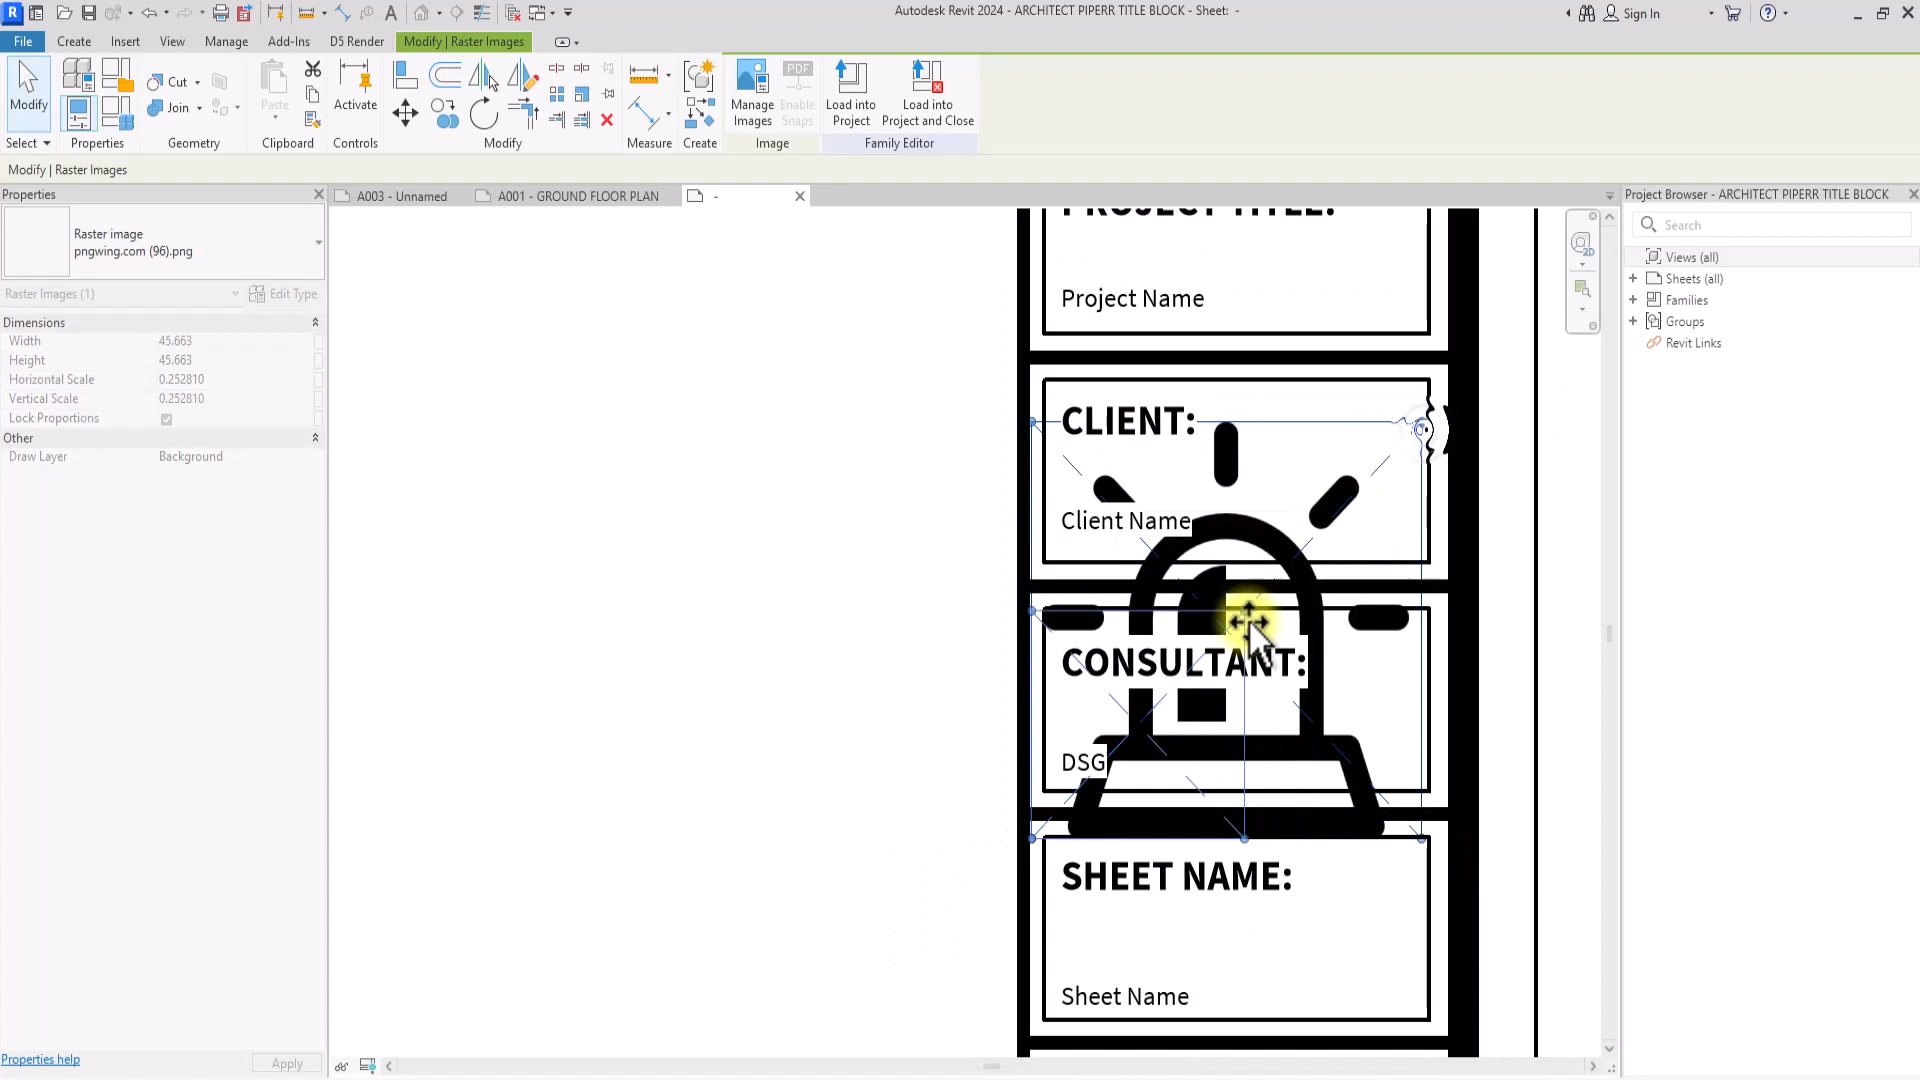 Autodesk Revit 2024 - ARCHITECT PIPERR TITLE BLOCK - Sheet: -
Sign In
File
Create
Insert
View
Manage
Add-Ins
D5 Render
Modify | Raster Images
Modify
Cut
Join
Paste
Activate
Manage Images
PDF
Enable Snaps
Load into Project
Load into Project and Close
Select
Properties
Geometry
Clipboard
Controls
Modify
Measure
Create
Image
Family Editor
Modify | Raster Images
Properties
A003 - Unnamed
A001 - GROUND FLOOR PLAN
-
Project Browser - ARCHITECT PIPERR TITLE BLOCK
Raster image
pngwing.com (96).png
Raster Images (1)
Edit Type
Dimensions
Width 45.663
Height 45.663
Horizontal Scale 0.252810
Vertical Scale 0.252810
Lock Proportions
Other
Draw Layer Background
Properties help
Apply
PROJECT TITLE:
Project Name
CLIENT:
Client Name
CONSULTANT:
DSG
SHEET NAME:
Sheet Name
2D
Search
Views (all)
Sheets (all)
Families
Groups
Revit Links